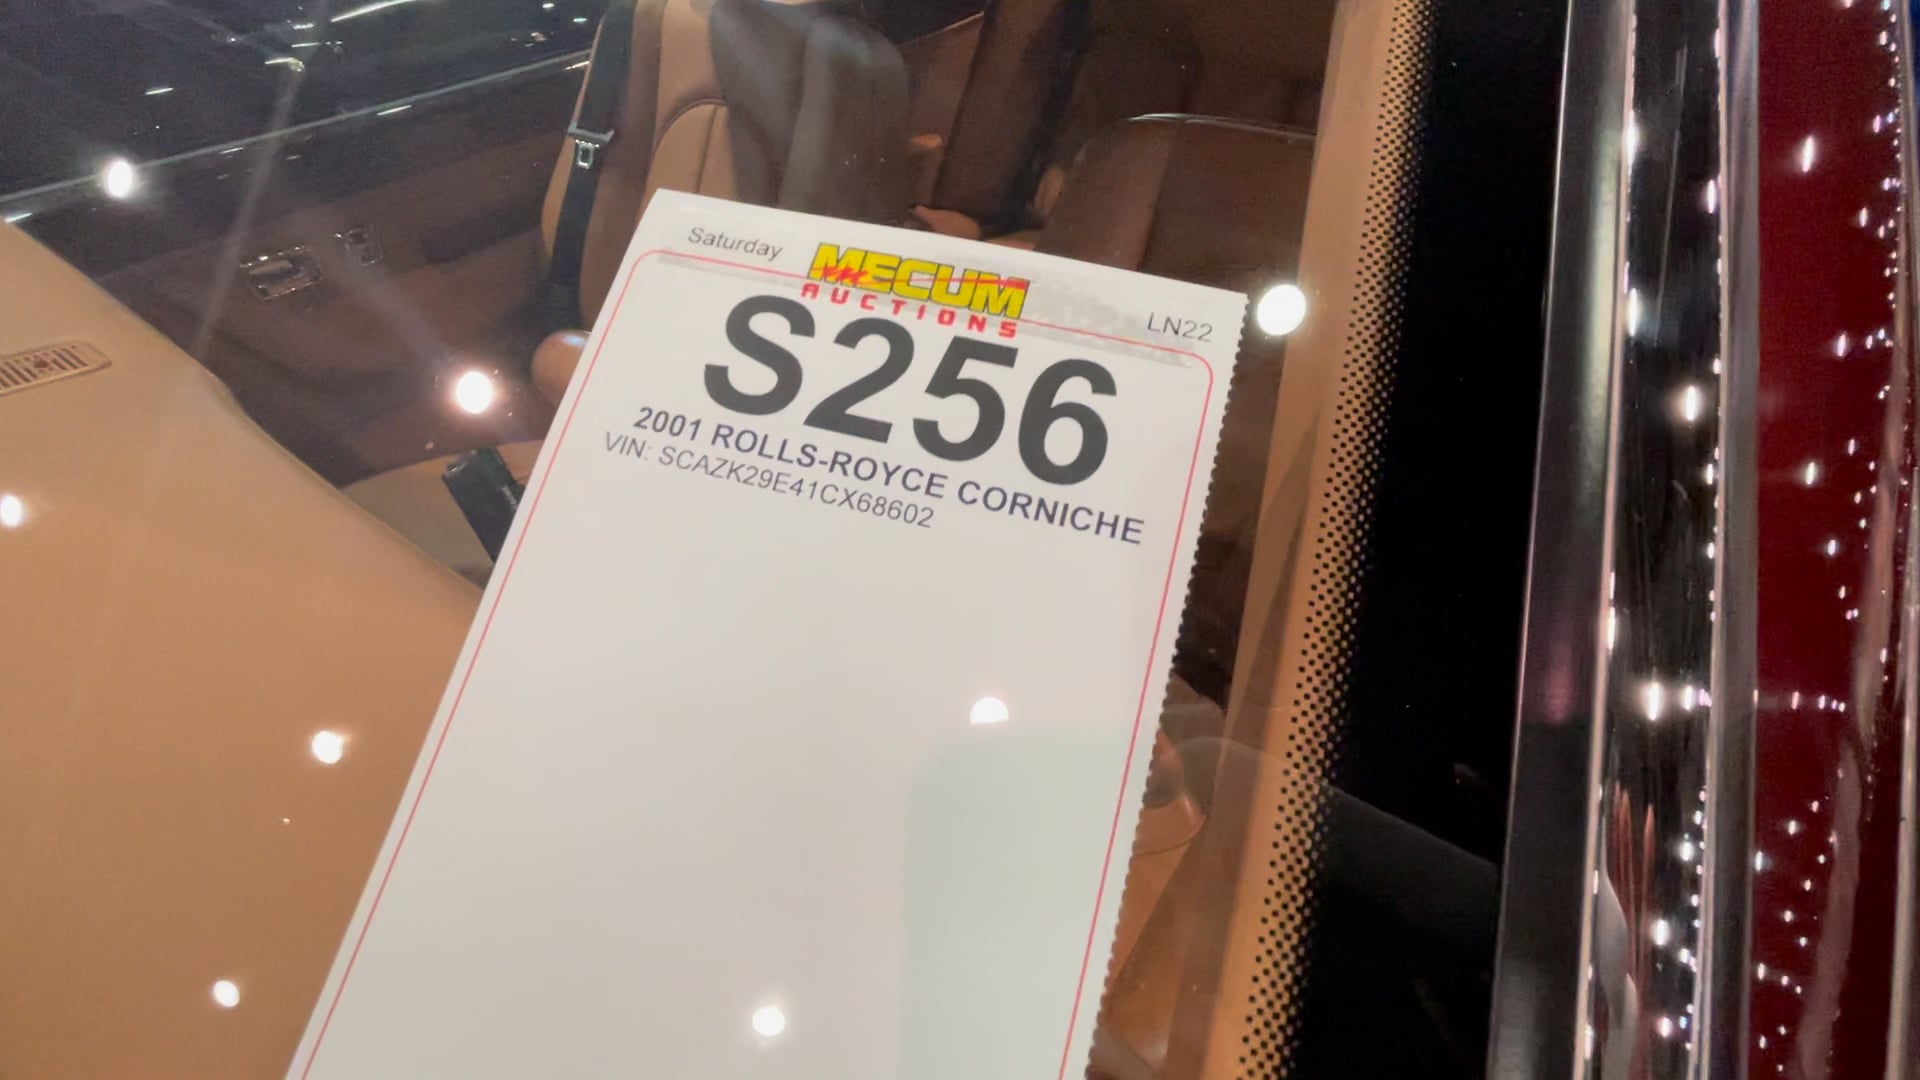 Saturday
MECUM
AUCTIONS
LN22
S256
2001 ROLLS-ROYCE CORNICHE
VIN: SCAZK29E41CX68602